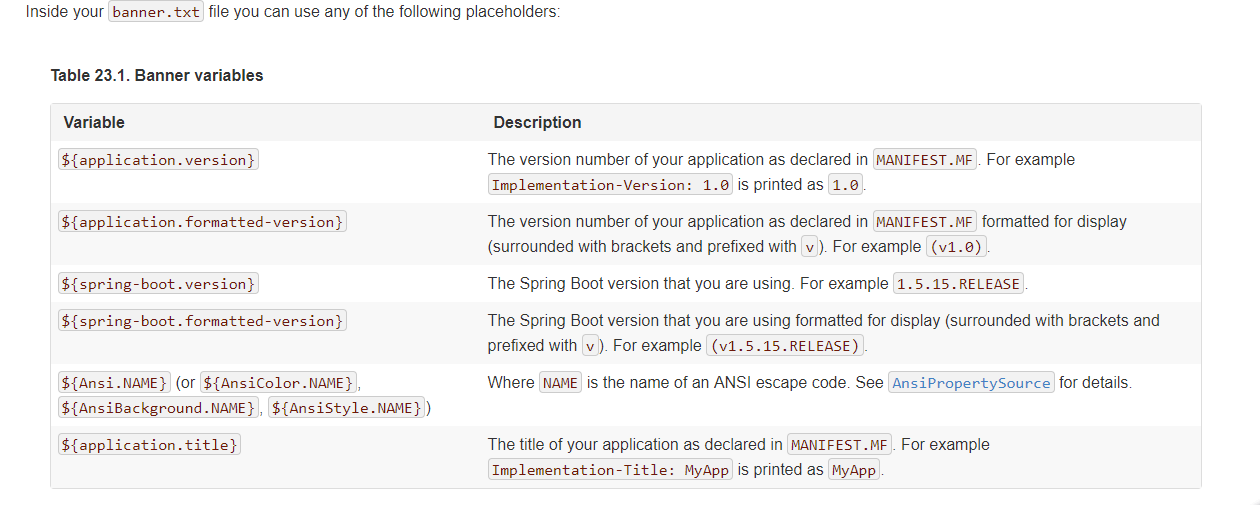 Inside your banner.txt file you can use any of the following placeholders:
Table 23.1. Banner variables
Variable Description
${application.version} The version number of your application as declared in MANIFEST.MF. For example
Implementation-Version: 1.0 is printed as 1.0.
${application.formatted-version} The version number of your application as declared in MANIFEST.MF formatted for display
(surrounded with brackets and prefixed with v). For example (v1.0).
${spring-boot.version} The Spring Boot version that you are using. For example 1.5.15.RELEASE.
${spring-boot.formatted-version} The Spring Boot version that you are using formatted for display (surrounded with brackets and
prefixed with v). For example (v1.5.15.RELEASE).
${Ansi.NAME} (or ${AnsiColor.NAME}, Where NAME is the name of an ANSI escape code. See AnsiPropertySource for details.
${AnsiBackground.NAME}, ${AnsiStyle.NAME})
${application.title} The title of your application as declared in MANIFEST.MF. For example
Implementation-Title: MyApp is printed as MyApp.